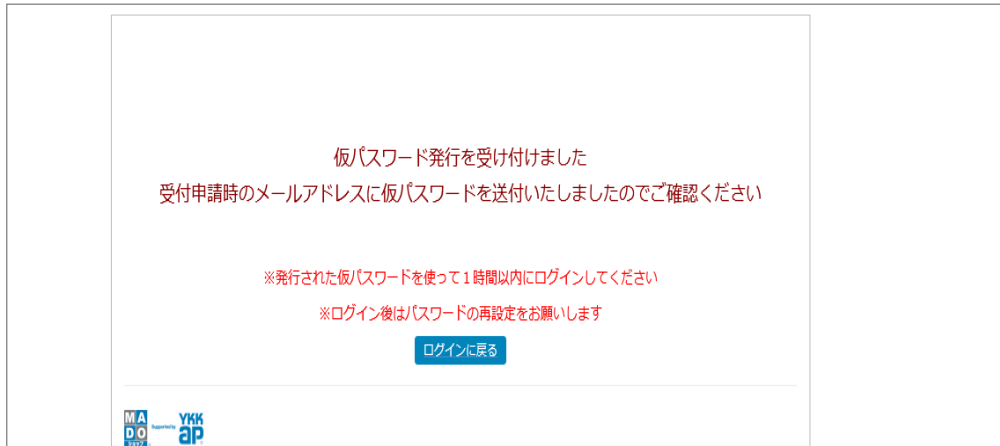 仮パスワード発行を受け付けました
受付申請時のメールアドレスに仮パスワードを送付いたしましたのでご確認ください
※発行された仮パスワードを使って１時間以内にログインしてください
※ログイン後はパスワードの再設定をお願いします
ログインに戻る
MA
DO
ショップ
Supported by
YKK
ap